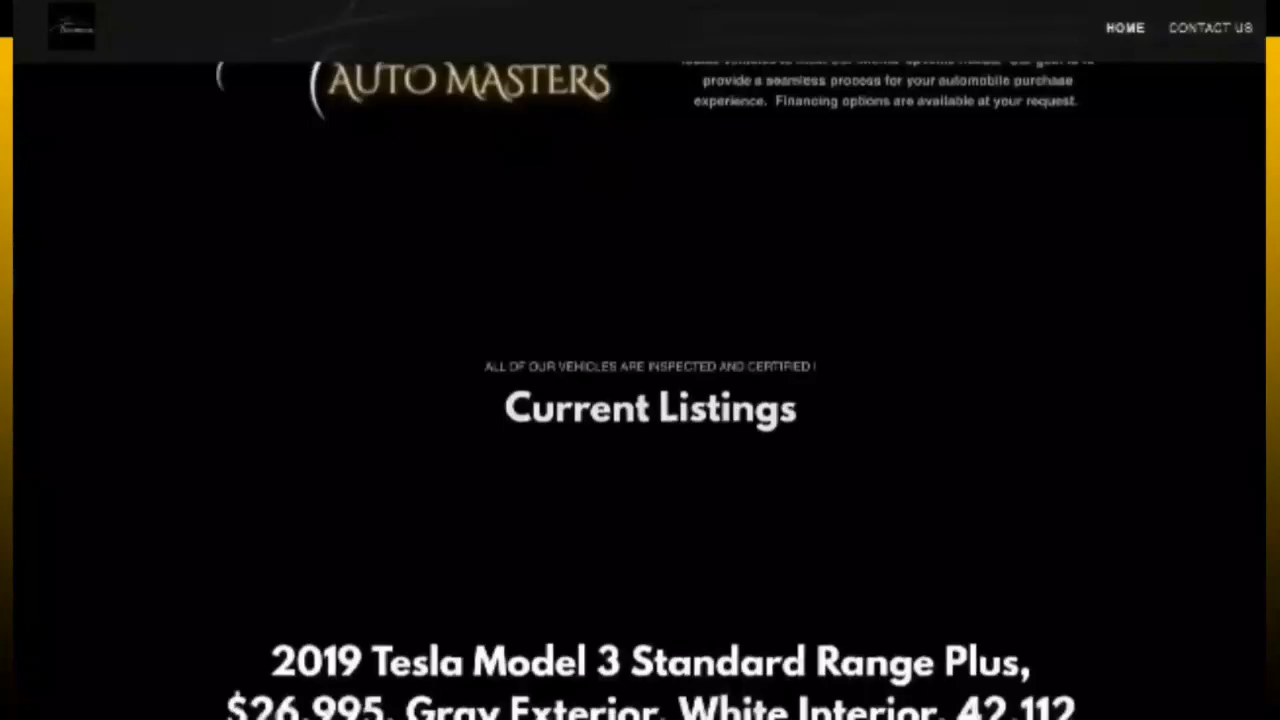 HOME CONTACT US
AUTO MASTERS
provide a seamless process for your automobile purchase
experience. Financing options are available at your request.
ALL OF OUR VEHICLES ARE INSPECTED AND CERTIFIED!
Current Listings
2019 Tesla Model 3 Standard Range Plus,
$26,995, Gray Exterior, White Interior, 42,112